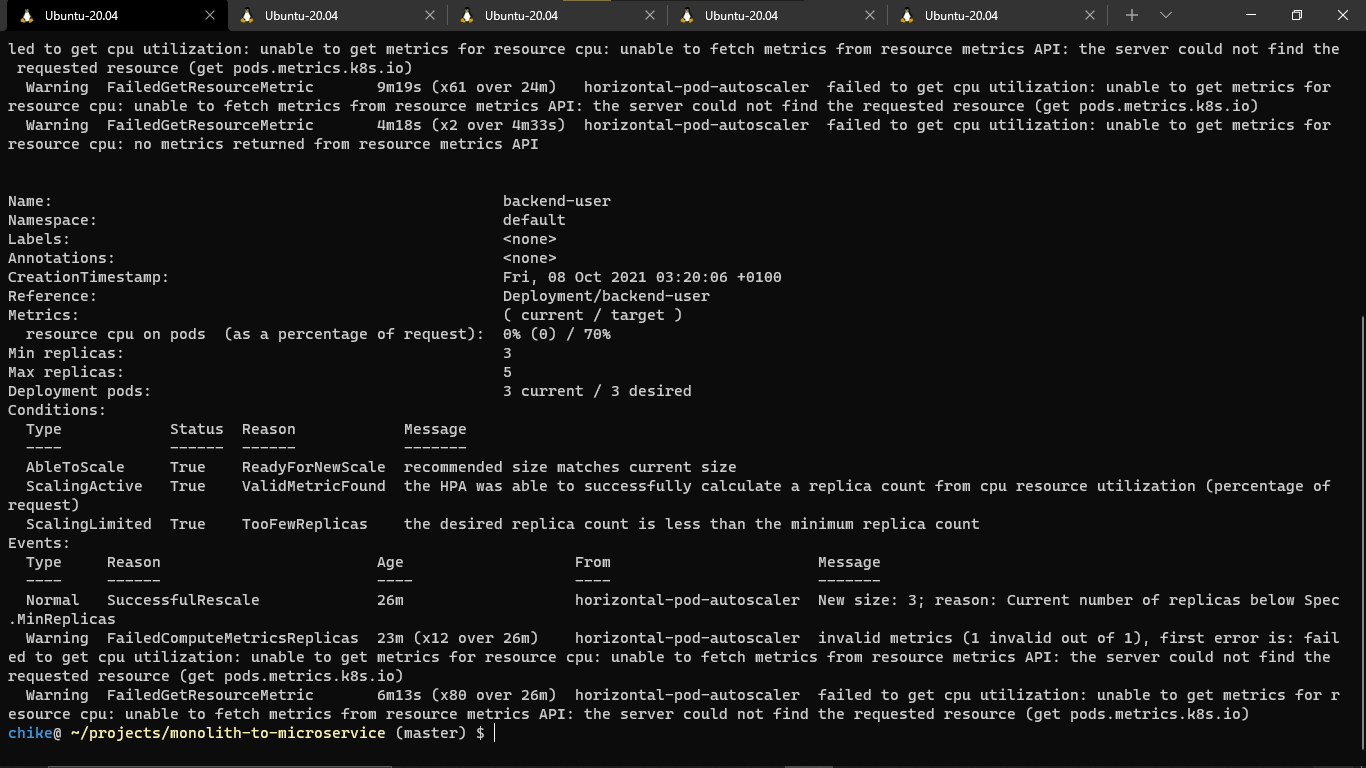 Ubuntu-20.04 Ubuntu-20.04 Ubuntu-20.04 Ubuntu-20.04 Ubuntu-20.04
led to get cpu utilization: unable to get metrics for resource cpu: unable to fetch metrics from resource metrics API: the server could not find the
requested resource (get pods.metrics.k8s.io)
Warning FailedGetResourceMetric 9m19s (x61 over 24m) horizontal-pod-autoscaler failed to get cpu utilization: unable to get metrics for
resource cpu: unable to fetch metrics from resource metrics API: the server could not find the requested resource (get pods.metrics.k8s.io)
Warning FailedGetResourceMetric 4m18s (x2 over 4m33s) horizontal-pod-autoscaler failed to get cpu utilization: unable to get metrics for
resource cpu: no metrics returned from resource metrics API
Name: backend-user
Namespace: default
Labels: <none>
Annotations: <none>
CreationTimestamp: Fri, 08 Oct 2021 03:20:06 +0100
Reference: Deployment/backend-user
Metrics: ( current / target )
resource cpu on pods (as a percentage of request): 0% (0) / 70%
Min replicas: 3
Max replicas: 5
Deployment pods: 3 current / 3 desired
Conditions:
Type Status Reason Message
---- ------ ------ -------
AbleToScale True ReadyForNewScale recommended size matches current size
ScalingActive True ValidMetricFound the HPA was able to successfully calculate a replica count from cpu resource utilization (percentage of
request)
ScalingLimited True TooFewReplicas the desired replica count is less than the minimum replica count
Events:
Type Reason Age From Message
---- ------ ---- ---- -------
Normal SuccessfulRescale 26m horizontal-pod-autoscaler New size: 3; reason: Current number of replicas below Spec
.MinReplicas
Warning FailedComputeMetricsReplicas 23m (x12 over 26m) horizontal-pod-autoscaler invalid metrics (1 invalid out of 1), first error is: fail
ed to get cpu utilization: unable to get metrics for resource cpu: unable to fetch metrics from resource metrics API: the server could not find the
requested resource (get pods.metrics.k8s.io)
Warning FailedGetResourceMetric 6m13s (x80 over 26m) horizontal-pod-autoscaler failed to get cpu utilization: unable to get metrics for r
esource cpu: unable to fetch metrics from resource metrics API: the server could not find the requested resource (get pods.metrics.k8s.io)
chike@ ~/projects/monolith-to-microservice (master) $